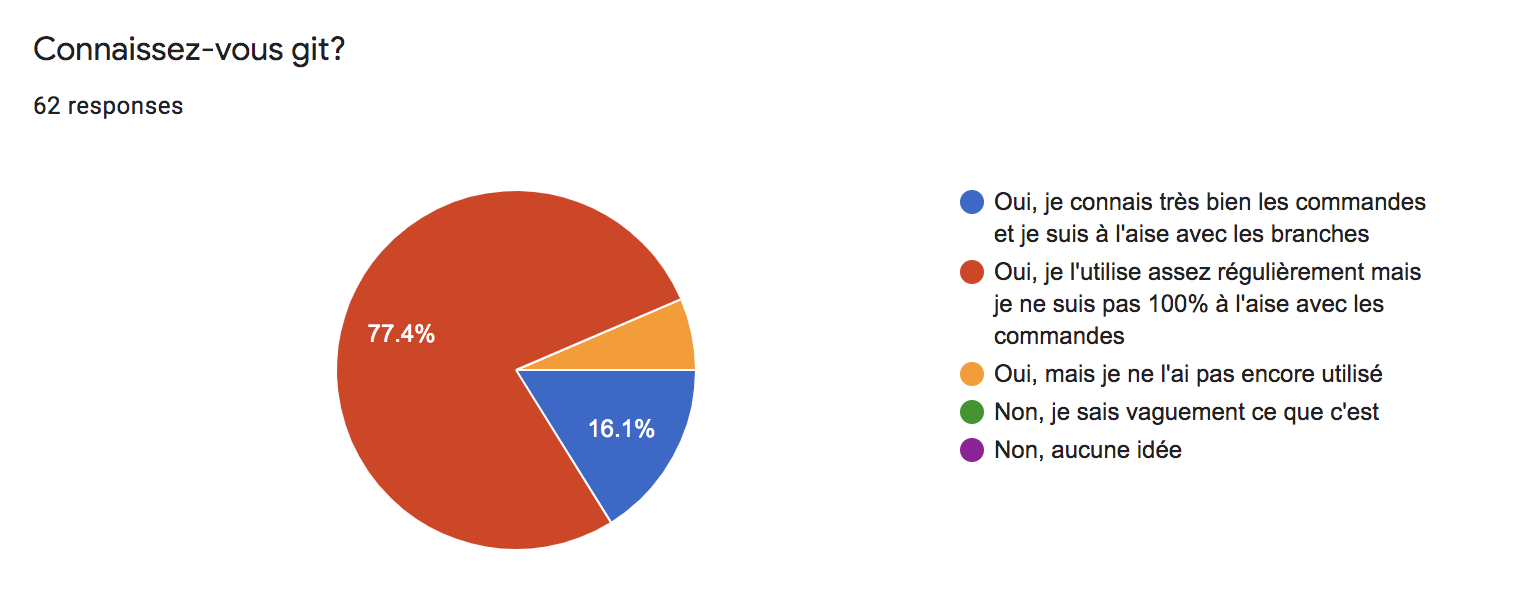 Connaissez-vous git?
62 responses
77.4%
16.1%
Oui, je connais très bien les commandes
et je suis à l'aise avec les branches
Oui, je l'utilise assez régulièrement mais
je ne suis pas 100% à l'aise avec les
commandes
Oui, mais je ne l'ai pas encore utilisé
Non, je sais vaguement ce que c'est
Non, aucune idée